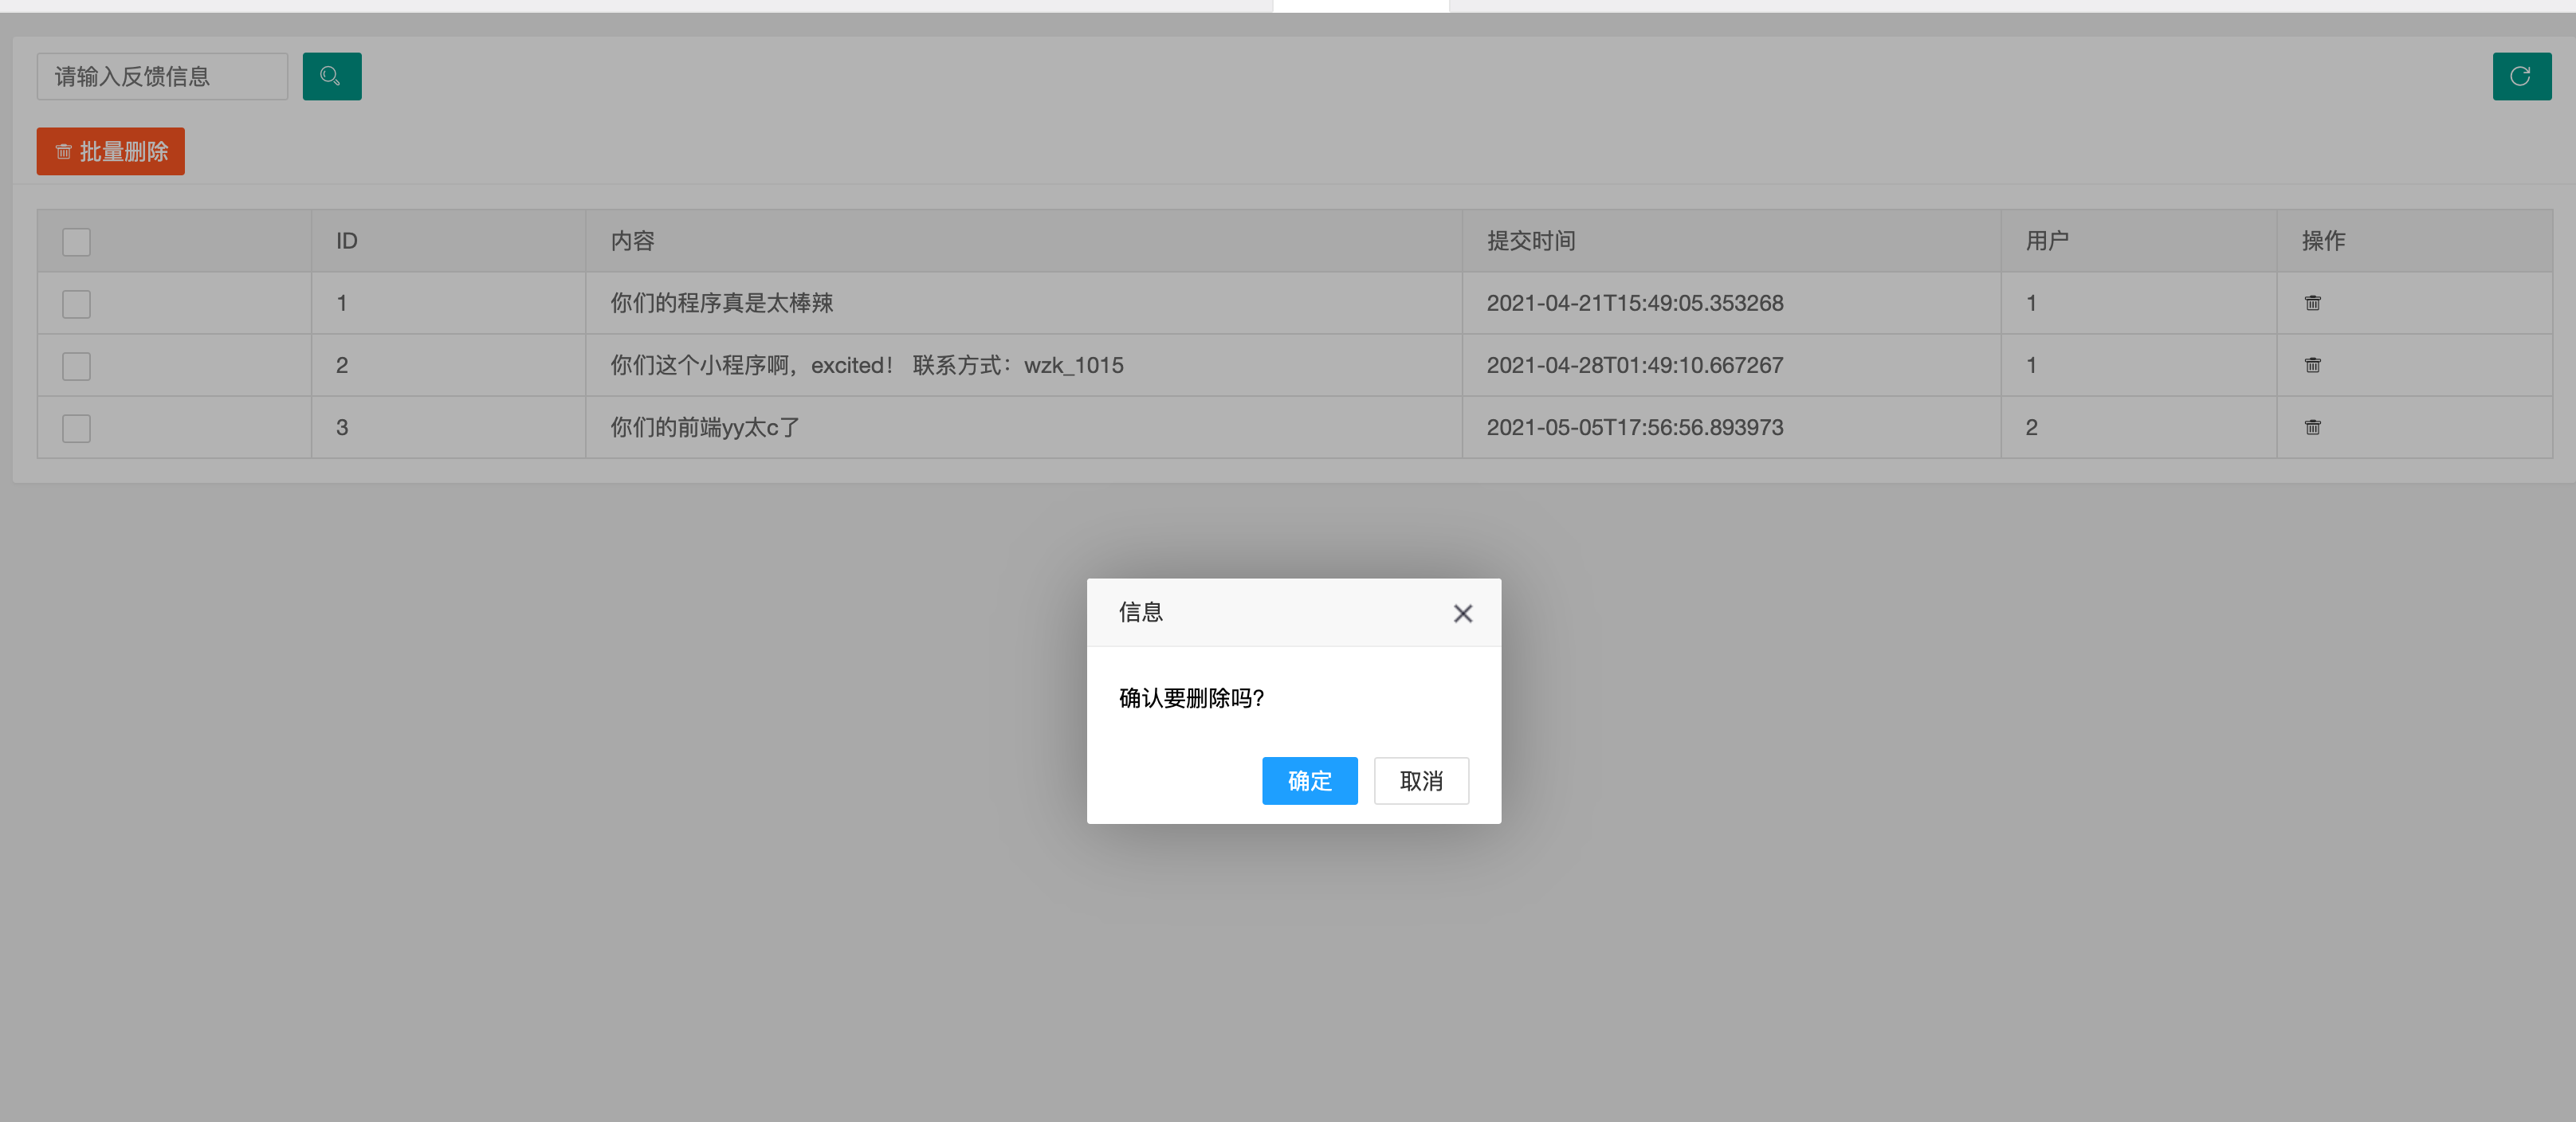 请输入反馈信息
批量删除
ID 内容 提交时间 用户 操作
1 你们的程序真是太棒辣 2021-04-21T15:49:05.353268 1
2 你们这个小程序啊，excited！ 联系方式：wzk_1015 2021-04-28T01:49:10.667267 1
3 你们的前端yy太c了 2021-05-05T17:56:56.893973 2
信息
确认要删除吗?
确定 取消